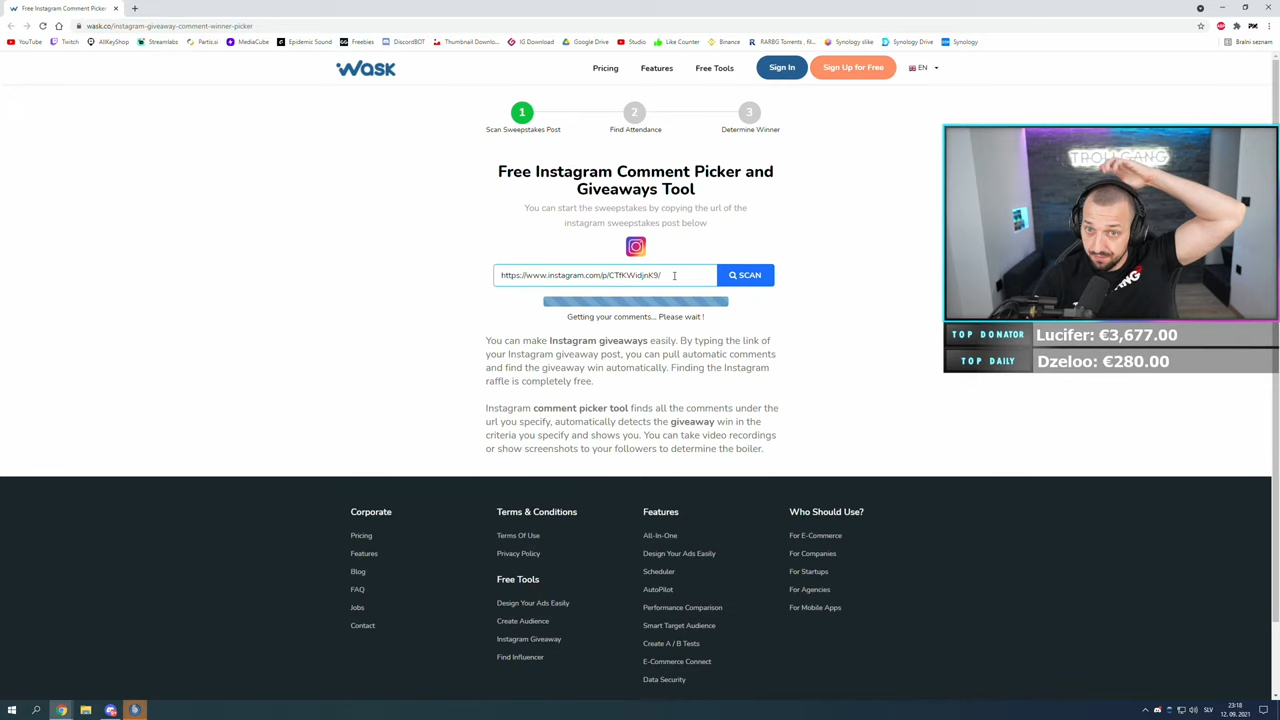 Free Instagram Comment Picker
wask.co/instagram-giveaway-comment-winner-picker
YouTube Twitch AllKeyShop Streamlabs Partis.si MediaCube Epidemic Sound Freebies DiscordBOT Thumbnail Downlo... IG Download Google Drive Studio Like Counter Binance RARBG Torrents , fil... Synology slike Synology Drive Synology Bralni seznam
Wask
Pricing Features Free Tools Sign In Sign Up for Free EN
1 2 3
Scan Sweepstakes Post Find Attendance Determine Winner
Free Instagram Comment Picker and
Giveaways Tool
You can start the sweepstakes by copying the url of the
instagram sweepstakes post below
https://www.instagram.com/p/CTfKWidjnK9/ SCAN
Getting your comments... Please wait !
You can make Instagram giveaways easily. By typing the link
of your Instagram giveaway post, you can pull automatic comments
and find the giveaway win automatically. Finding the Instagram
raffle is completely free.
Instagram comment picker tool finds all the comments under the
url you specify, automatically detects the giveaway win in the
criteria you specify and shows you. You can take video recordings
or show screenshots to your followers to determine the boiler.
TROLLGANG
TOP DONATOR Lucifer: €3,677.00
TOP DAILY Dzeloo: €280.00
Corporate
Pricing
Features
Blog
FAQ
Jobs
Contact
Terms & Conditions
Terms Of Use
Privacy Policy
Free Tools
Design Your Ads Easily
Create Audience
Instagram Giveaway
Find Influencer
Features
All-In-One
Design Your Ads Easily
Scheduler
AutoPilot
Performance Comparison
Smart Target Audience
Create A / B Tests
E-Commerce Connect
Data Security
Who Should Use?
For E-Commerce
For Companies
For Startups
For Agencies
For Mobile Apps
SLV
23:18
12. 09. 2021